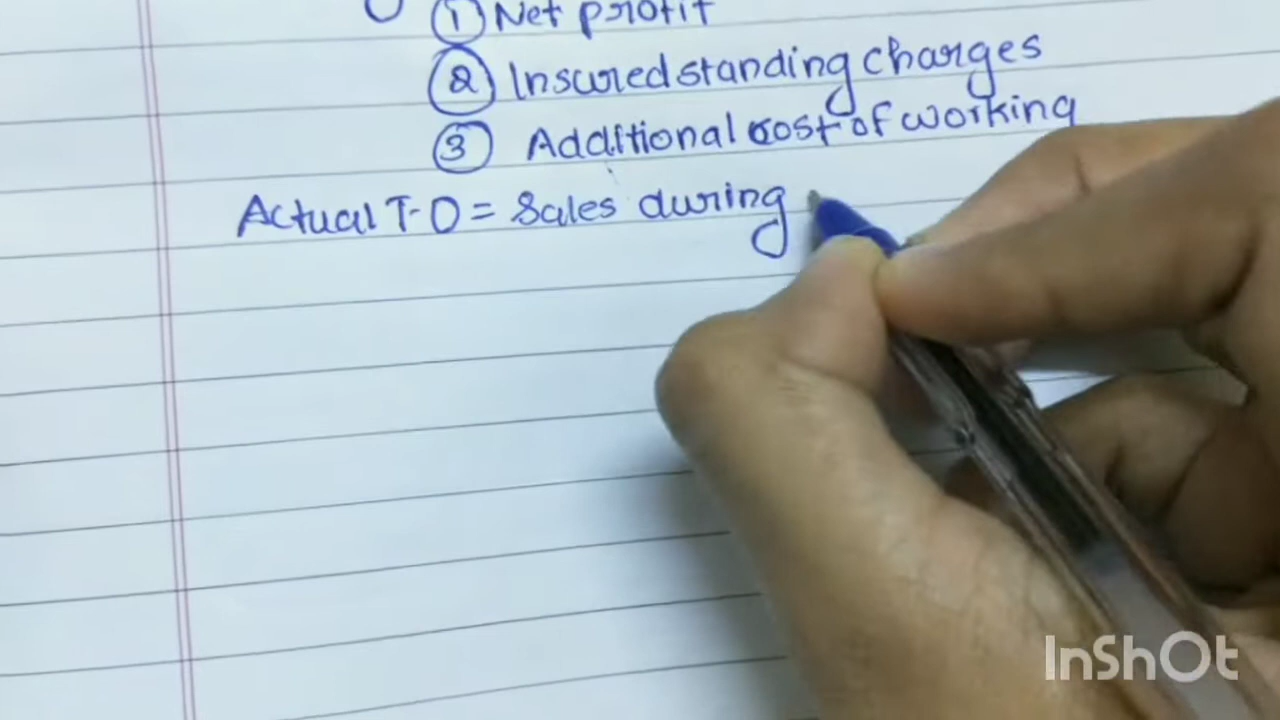 ① Net profit
② Insured standing charges
③ Additional cost of working
Actual T-O = Sales during
InShOt